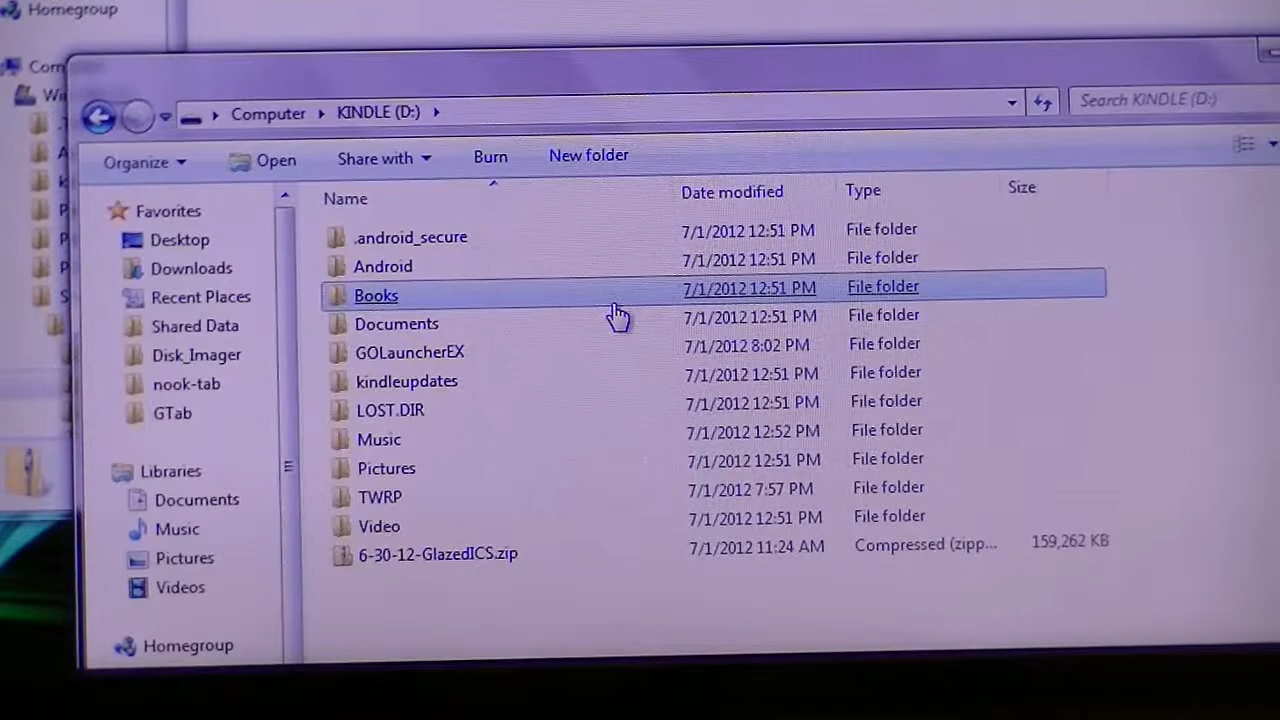 Homegroup
Com
Wi
Computer KINDLE (D:)
Search KINDLE (D:)
Organize Open Share with Burn New folder
Name Date modified Type Size
Favorites
Desktop
Downloads
Recent Places
Shared Data
Disk_Imager
nook-tab
GTab
Libraries
Documents
Music
Pictures
Videos
Homegroup
.android_secure 7/1/2012 12:51 PM File folder
Android 7/1/2012 12:51 PM File folder
Books 7/1/2012 12:51 PM File folder
Documents 7/1/2012 12:51 PM File folder
GOLauncherEX 7/1/2012 8:02 PM File folder
kindleupdates 7/1/2012 12:51 PM File folder
LOST.DIR 7/1/2012 12:51 PM File folder
Music 7/1/2012 12:52 PM File folder
Pictures 7/1/2012 12:51 PM File folder
TWRP 7/1/2012 7:57 PM File folder
Video 7/1/2012 12:51 PM File folder
6-30-12-GlazedICS.zip 7/1/2012 11:24 AM Compressed (zipp... 159,262 KB